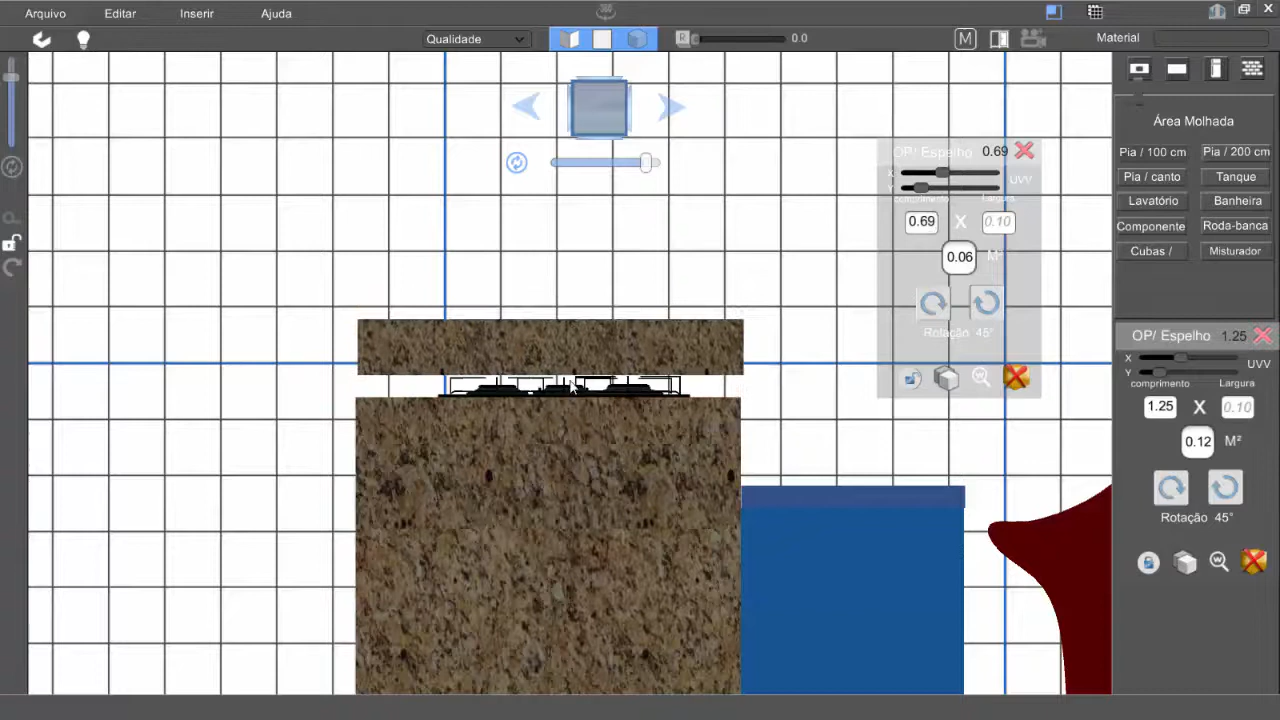 Arquivo Editar Inserir Ajuda 360
Qualidade R 0.0 M Material
Área Molhada
Pia / 100 cm Pia / 200 cm
Pia / canto Tanque
Lavatório Banheira
Componente Roda-banca
Cubas / Misturador
OP/ Espelho 0.69
X
Y UVV
comprimento Largura
0.69 X 0.10
0.06 M²
Rotação 45°
W
OP/ Espelho 1.25
X
Y UVV
comprimento Largura
1.25 X 0.10
0.12 M²
Rotação 45°
W